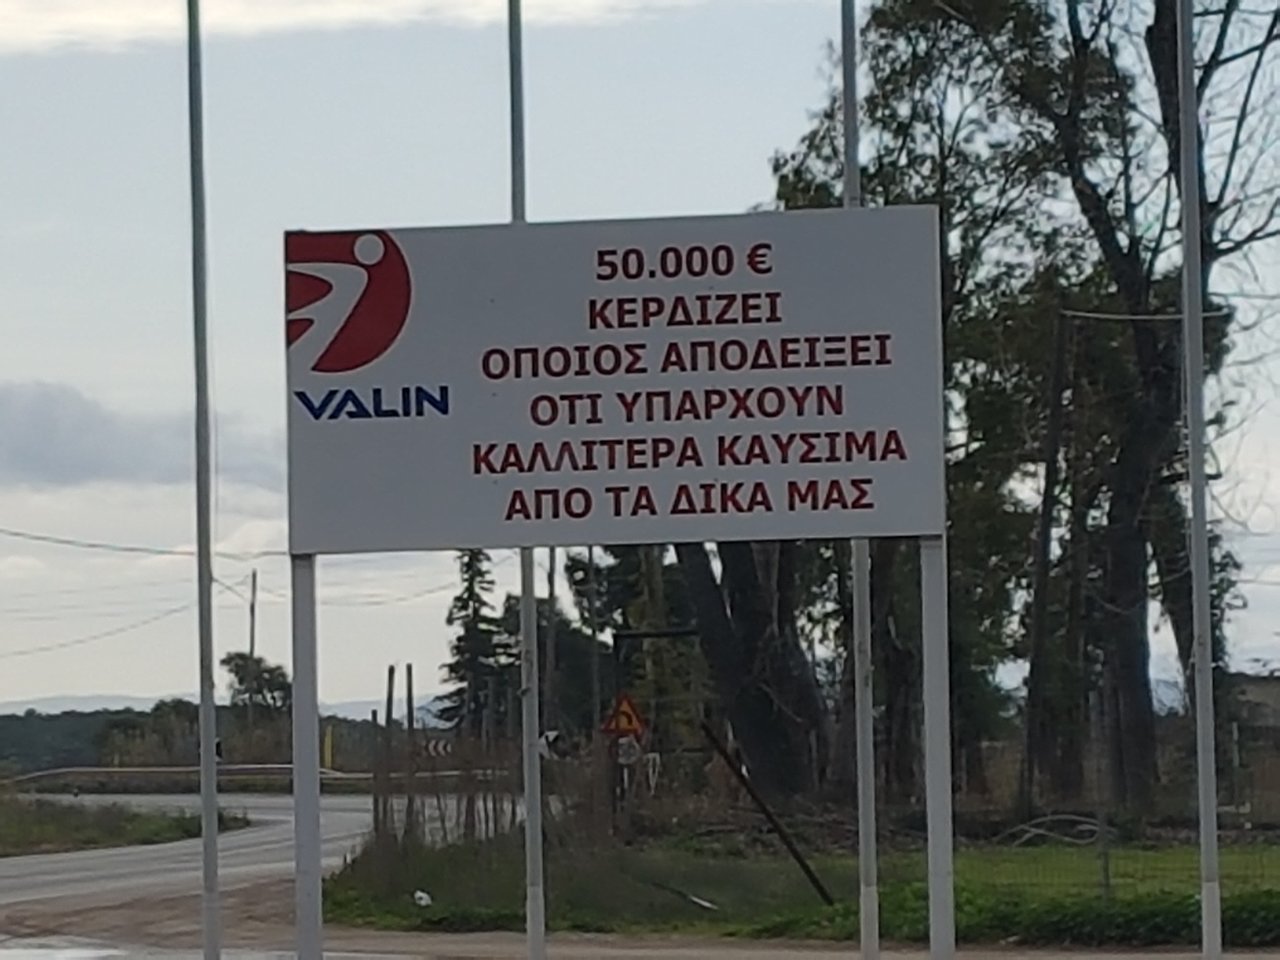 VALIN
50.000 €
ΚΕΡΔΙΖΕΙ
ΟΠΟΙΟΣ ΑΠΟΔΕΙΞΕΙ
ΟΤΙ ΥΠΑΡΧΟΥΝ
ΚΑΛΛΙΤΕΡΑ ΚΑΥΣΙΜΑ
ΑΠΟ ΤΑ ΔΙΚΑ ΜΑΣ